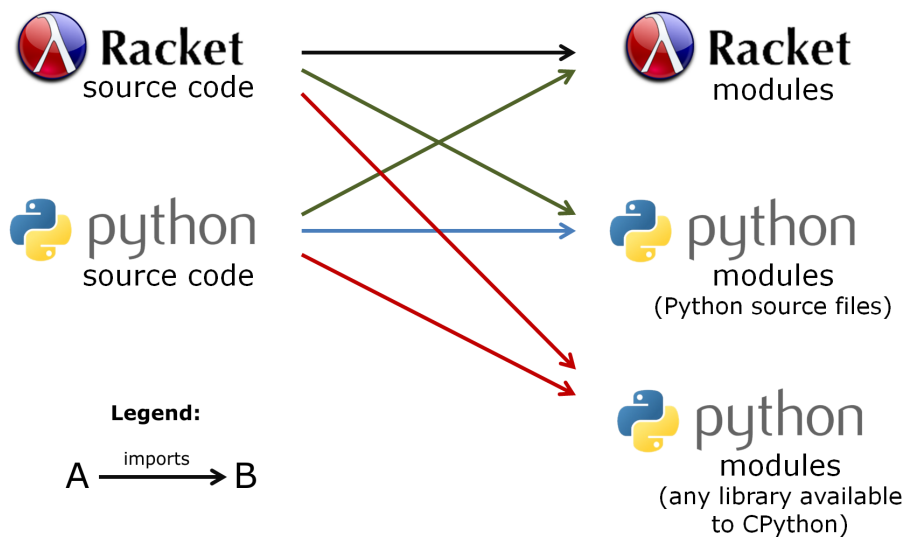 Racket
source code
Racket
modules
python
source code
python
modules
(Python source files)
Legend:
A imports B
python
modules
(any library available
to CPython)